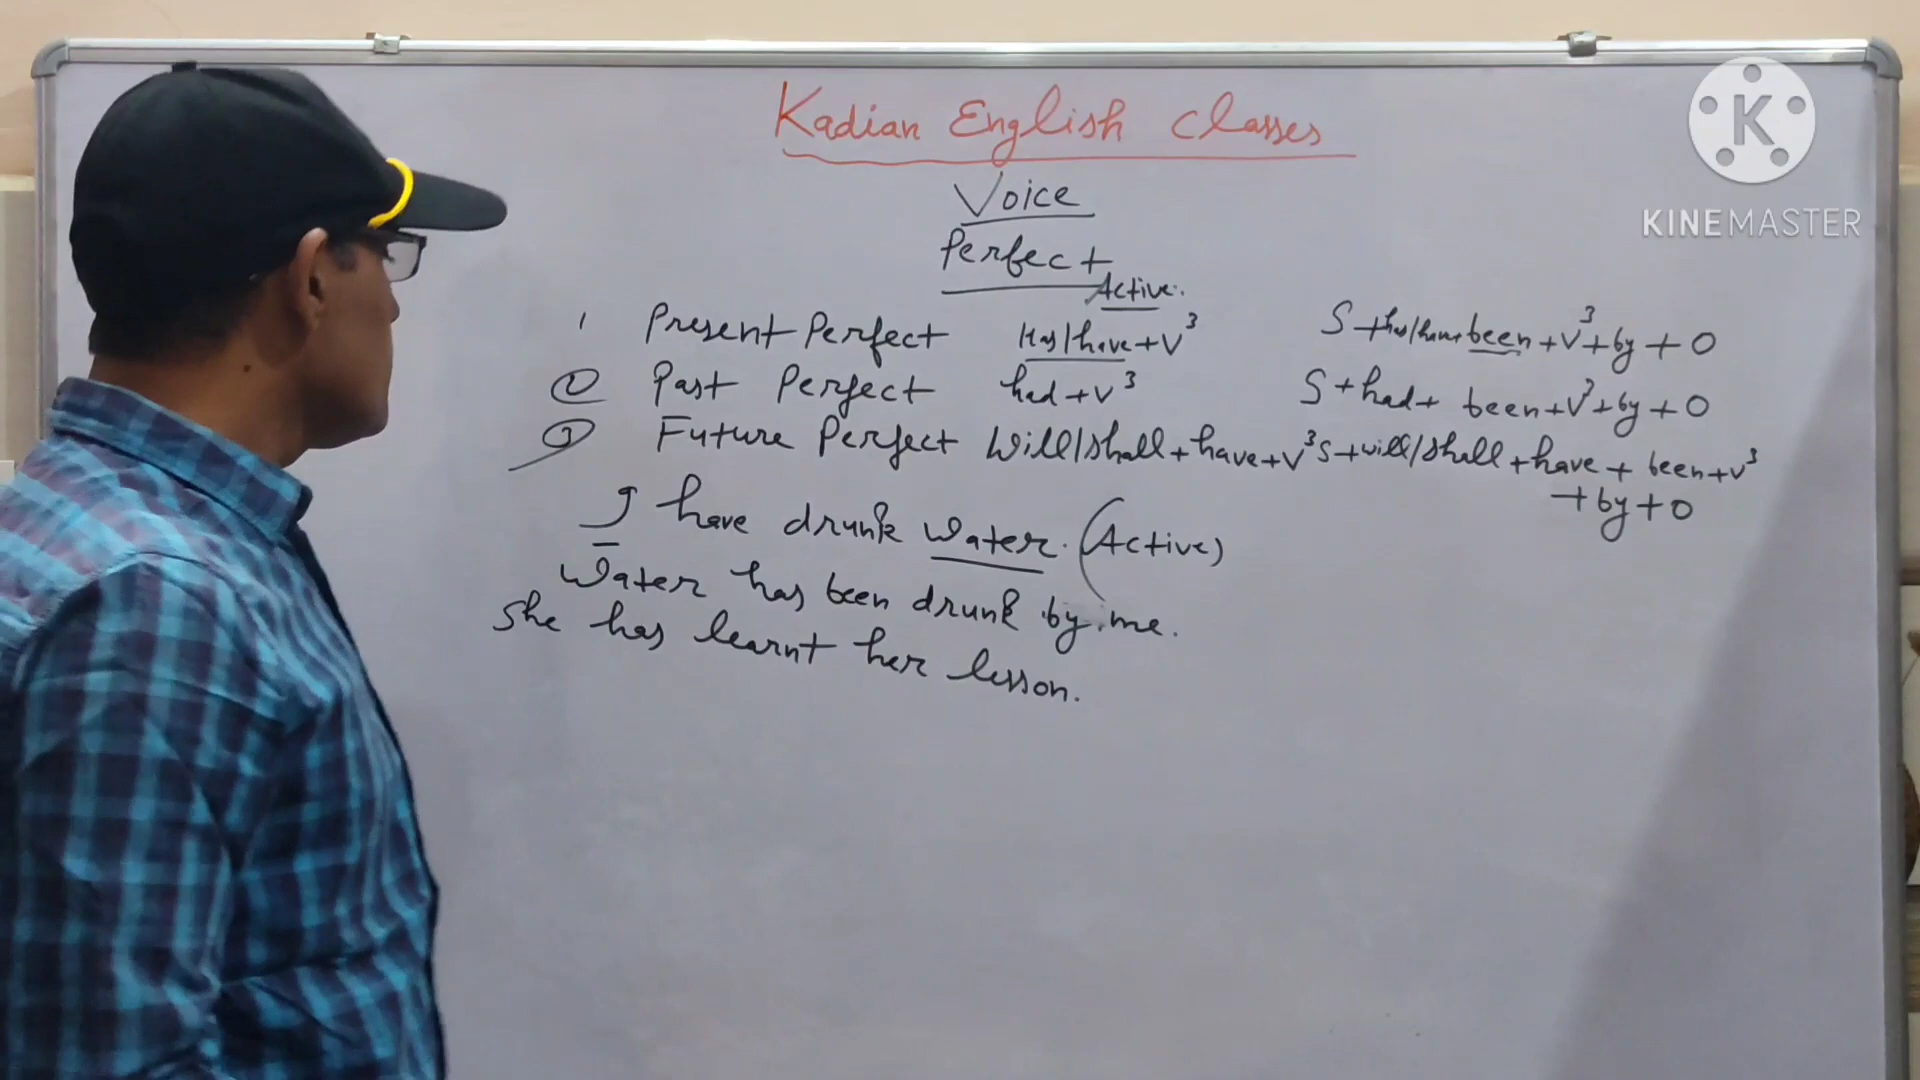 Kadian English Classes
K
KINEMASTER
Voice
Perfect
Active.
1 Present Perfect Has/have+V³ S+has/have+been+V³+by+O
② Past Perfect had+V³ S+had+ been+V³+by+O
③ Future Perfect Will/shall+have+V³ S+will/shall+have+ been+V³
+by+O
I have drunk Water. (Active)
Water has been drunk by me.
She has learnt her lesson.